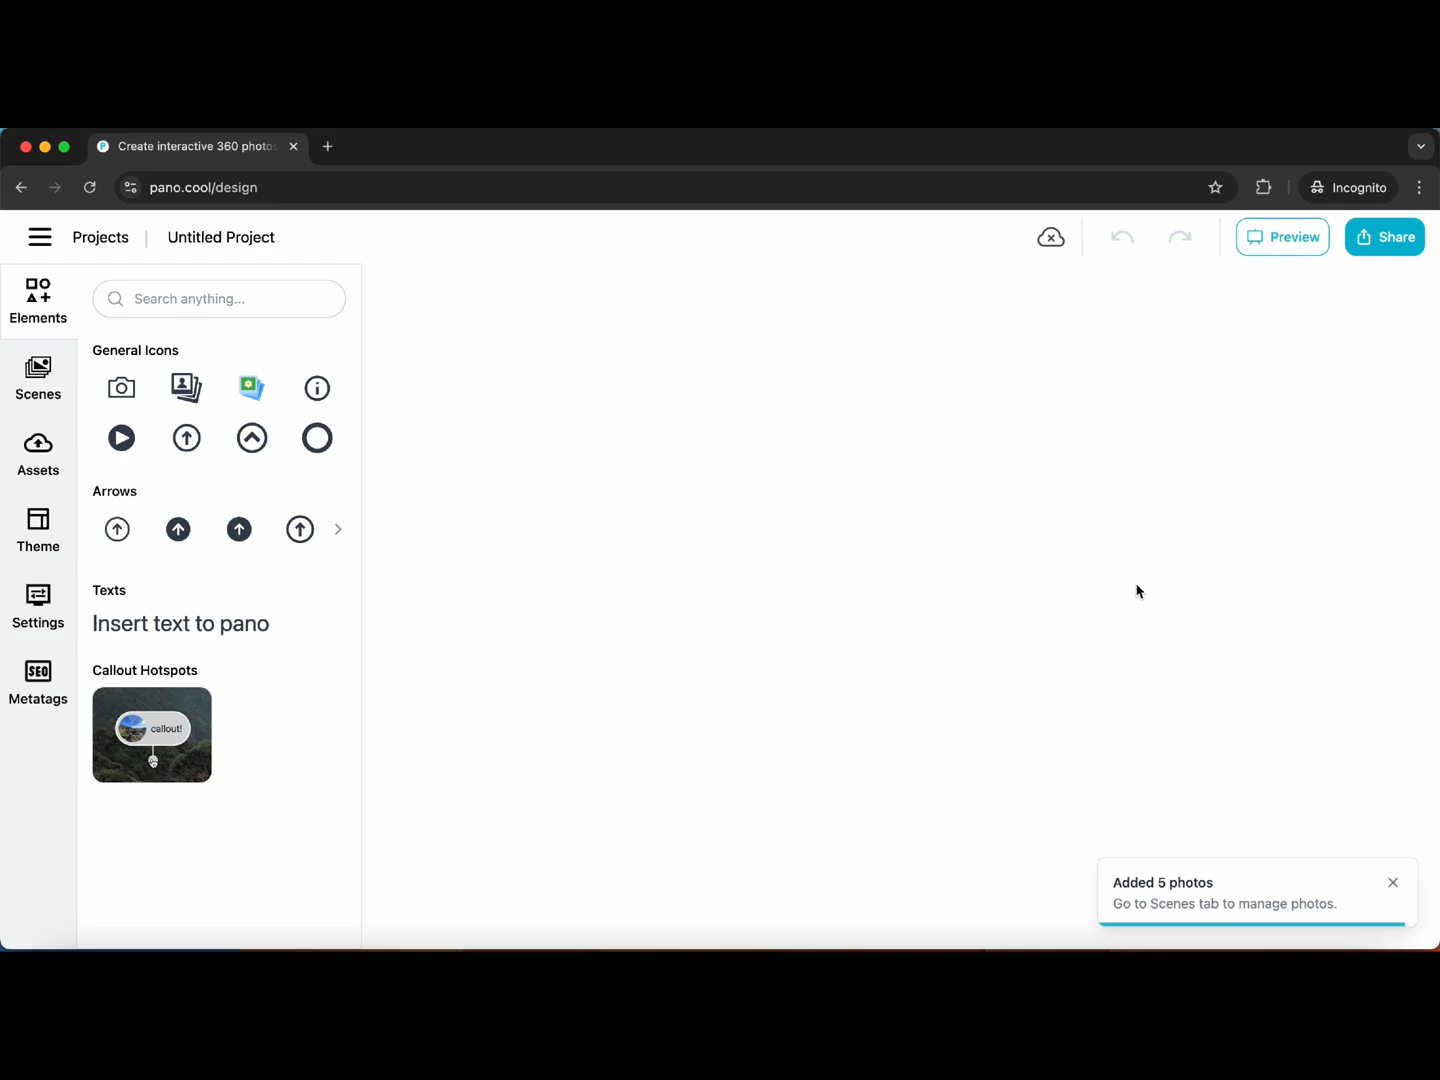 Create interactive 360 photo
pano.cool/design
Incognito
Projects | Untitled Project
Preview
Share
Elements
Scenes
Assets
Theme
Settings
SEO
Metatags
Search anything...
General Icons
Arrows
Texts
Insert text to pano
Callout Hotspots
callout!
Added 5 photos
Go to Scenes tab to manage photos.